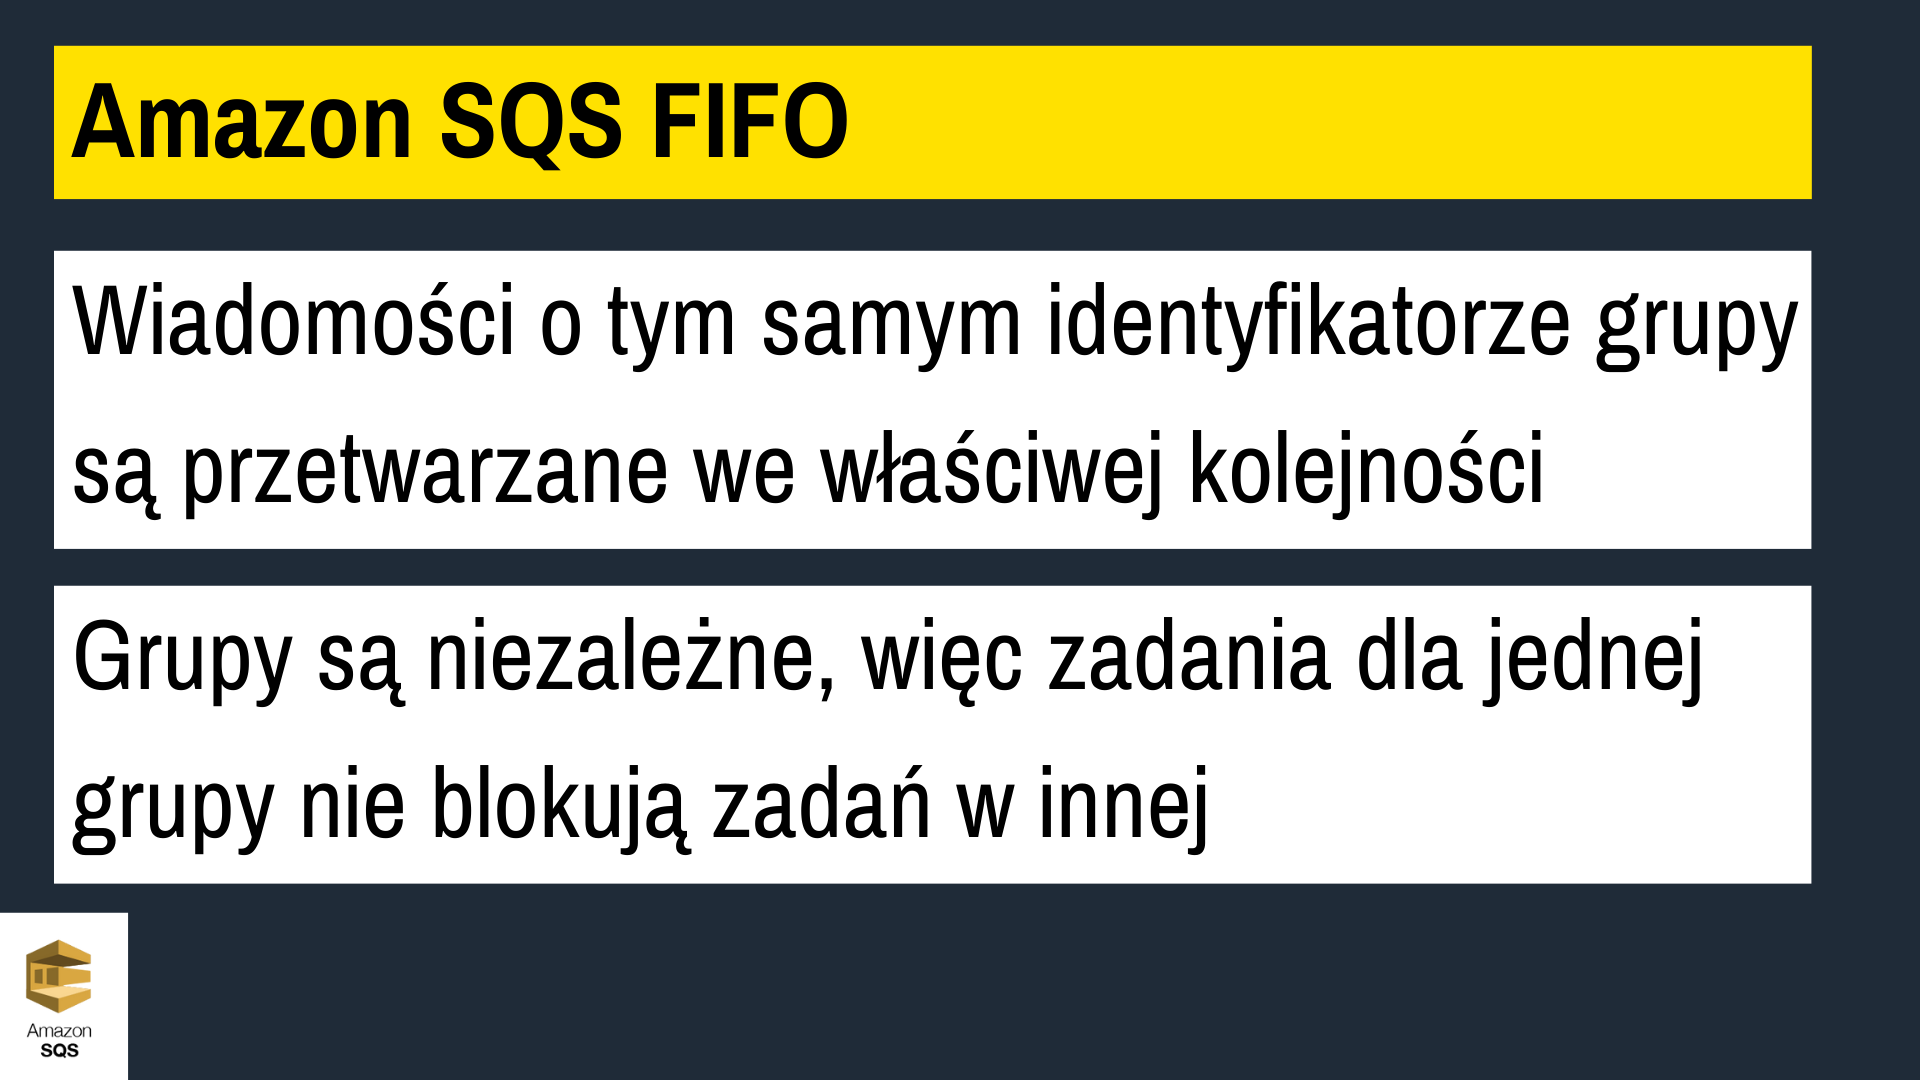 Amazon SQS FIFO
Wiadomości o tym samym identyfikatorze grupy
są przetwarzane we właściwej kolejności
Grupy są niezależne, więc zadania dla jednej
grupy nie blokują zadań w innej
Amazon
SQS